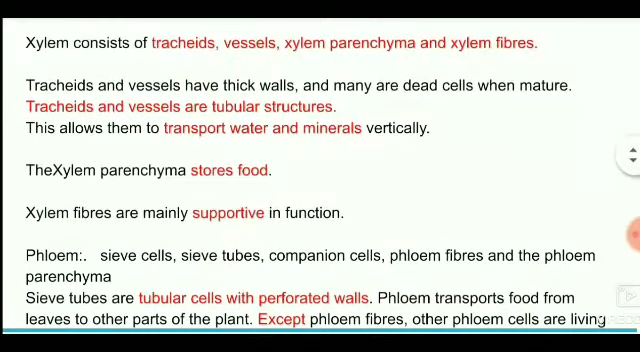 Xylem consists of tracheids, vessels, xylem parenchyma and xylem fibres.
Tracheids and vessels have thick walls, and many are dead cells when mature.
Tracheids and vessels are tubular structures.
This allows them to transport water and minerals vertically.
TheXylem parenchyma stores food.
Xylem fibres are mainly supportive in function.
Phloem:. sieve cells, sieve tubes, companion cells, phloem fibres and the phloem
parenchyma
Sieve tubes are tubular cells with perforated walls. Phloem transports food from
leaves to other parts of the plant. Except phloem fibres, other phloem cells are living